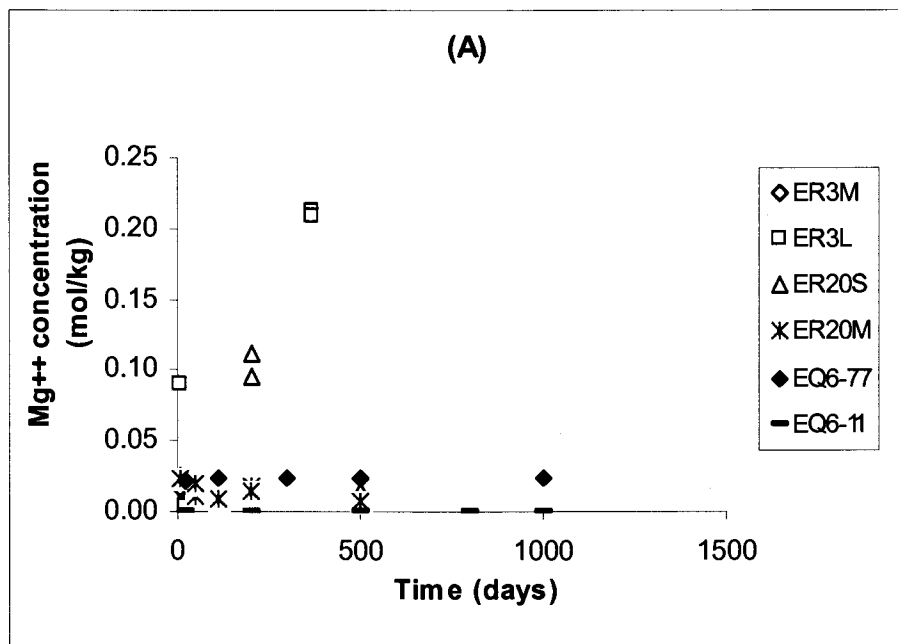 (A)
Mg++ concentration
(mol/kg)
0.25
0.20
0.15
0.10
0.05
0.00
0
500
1000
1500
Time (days)
ER3M
ER3L
ER20S
ER20M
EQ6-77
EQ6-11